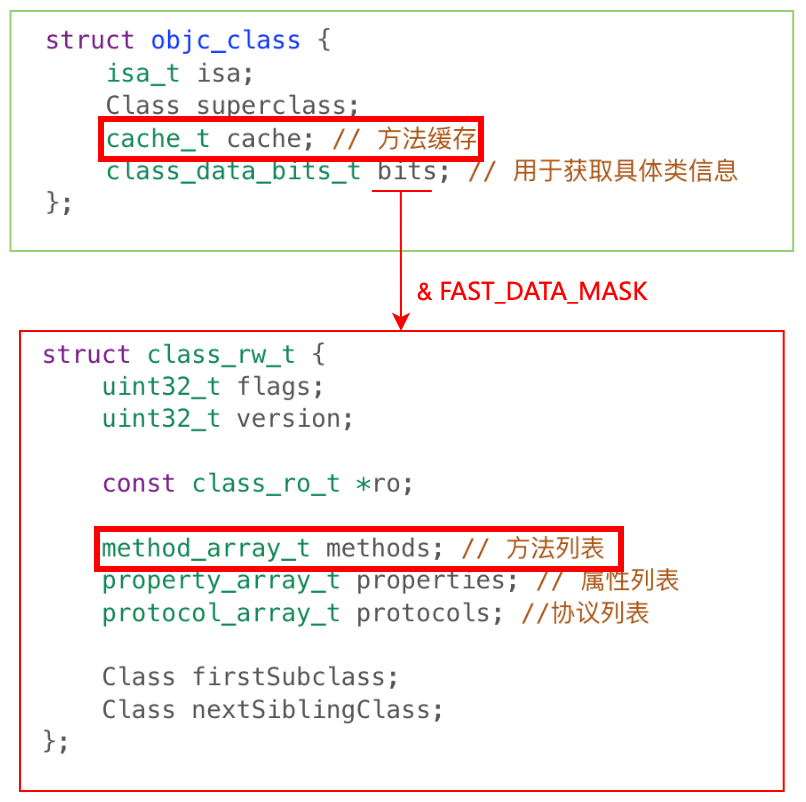 struct objc_class {
    isa_t isa;
    Class superclass;
    cache_t cache; // 方法缓存
    class_data_bits_t bits; // 用于获取具体类信息
};
& FAST_DATA_MASK
struct class_rw_t {
    uint32_t flags;
    uint32_t version;
    const class_ro_t *ro;
    method_array_t methods; // 方法列表
    property_array_t properties; // 属性列表
    protocol_array_t protocols; //协议列表
    Class firstSubclass;
    Class nextSiblingClass;
};